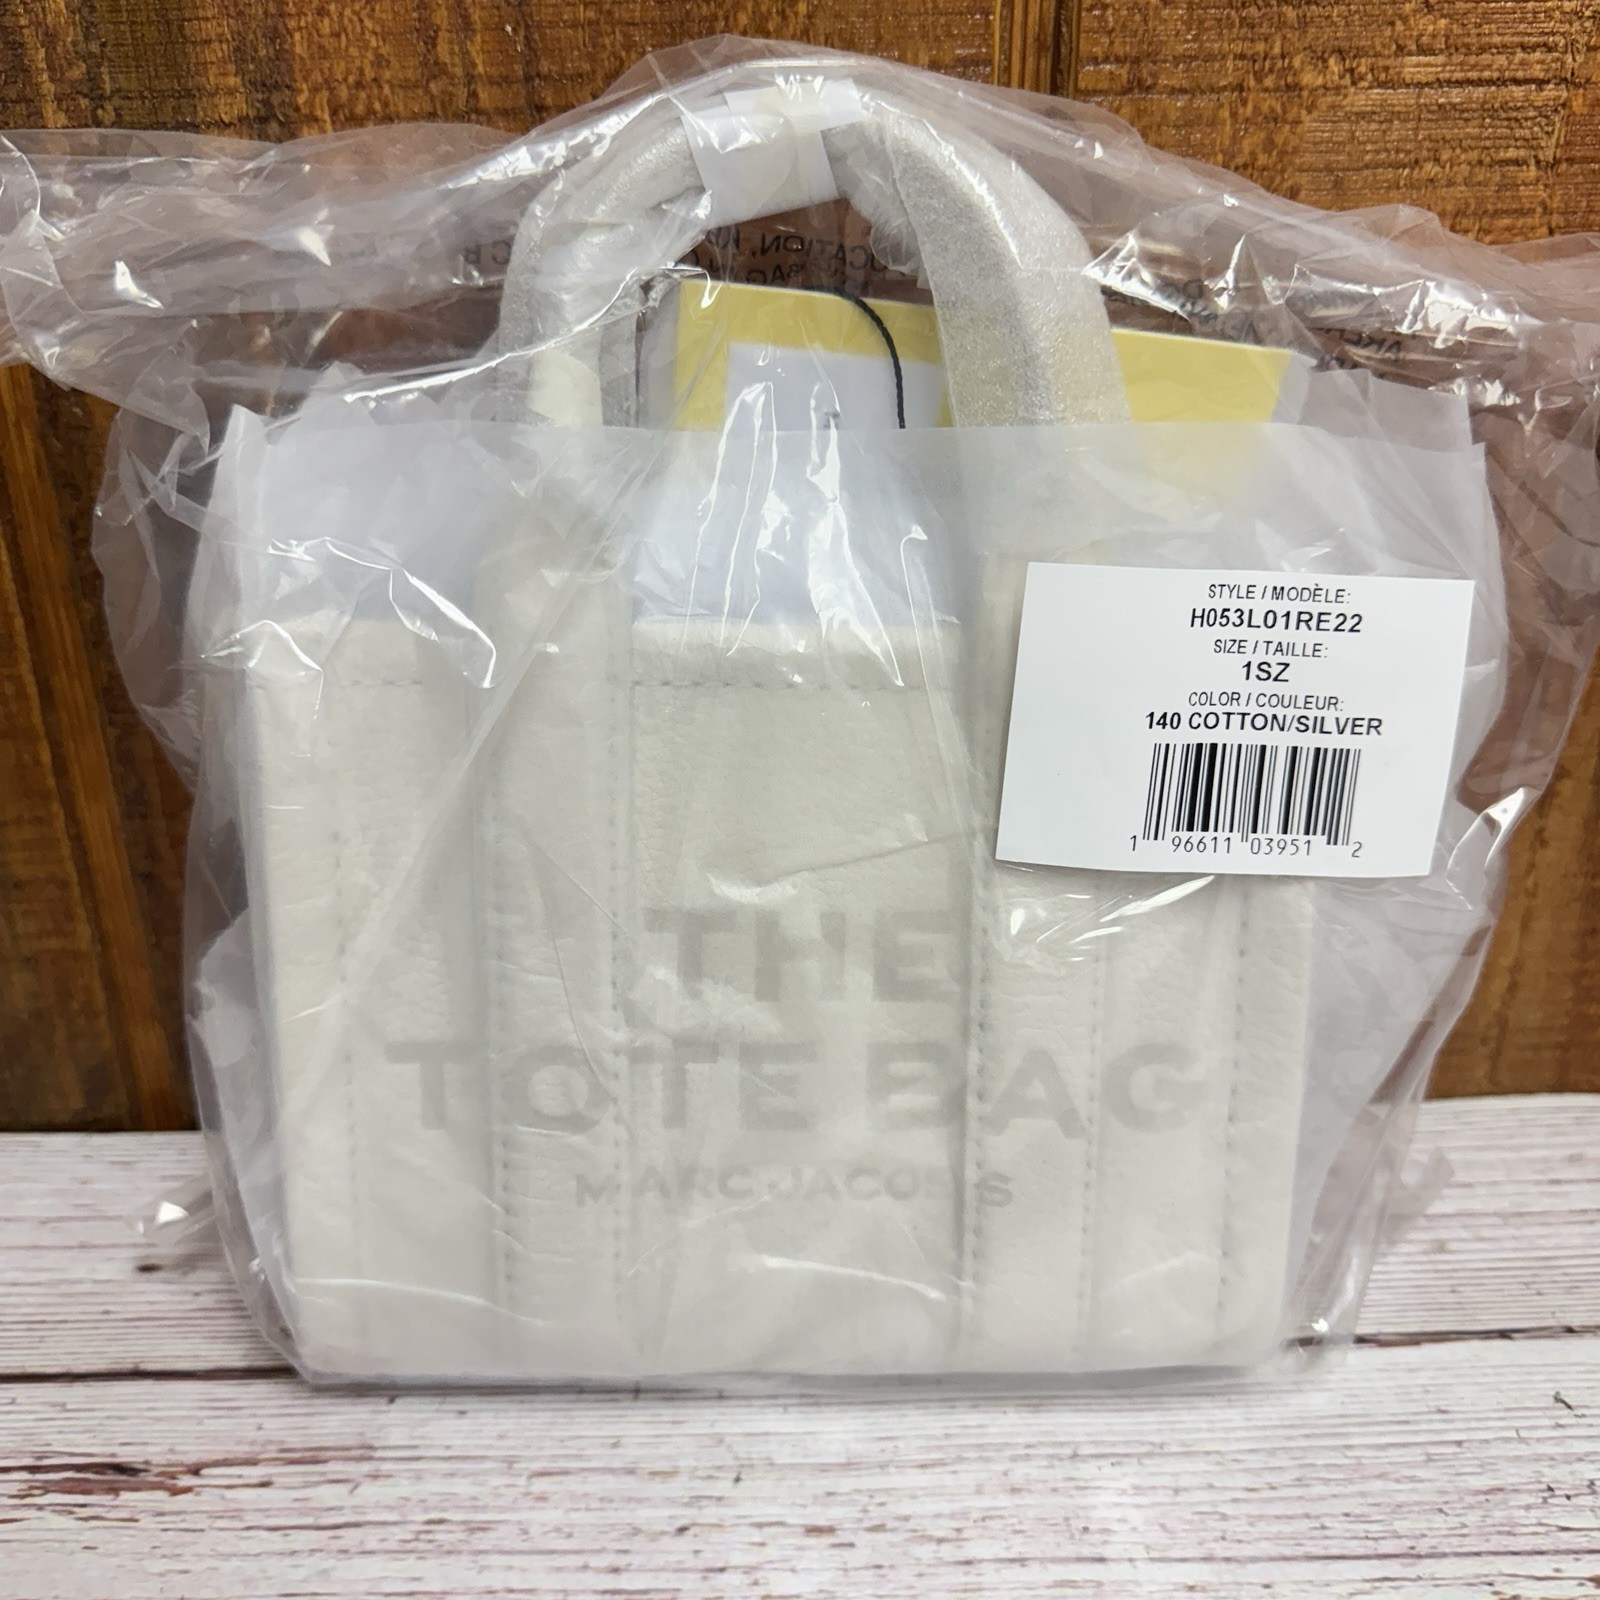 STYLE / MODÈLE:
H053L01RE22
SIZE / TAILLE:
1SZ
COLOR / COULEUR:
140 COTTON/SILVER
1 96611 03951 2
THE
TOTE BAG
MARC JACOBS